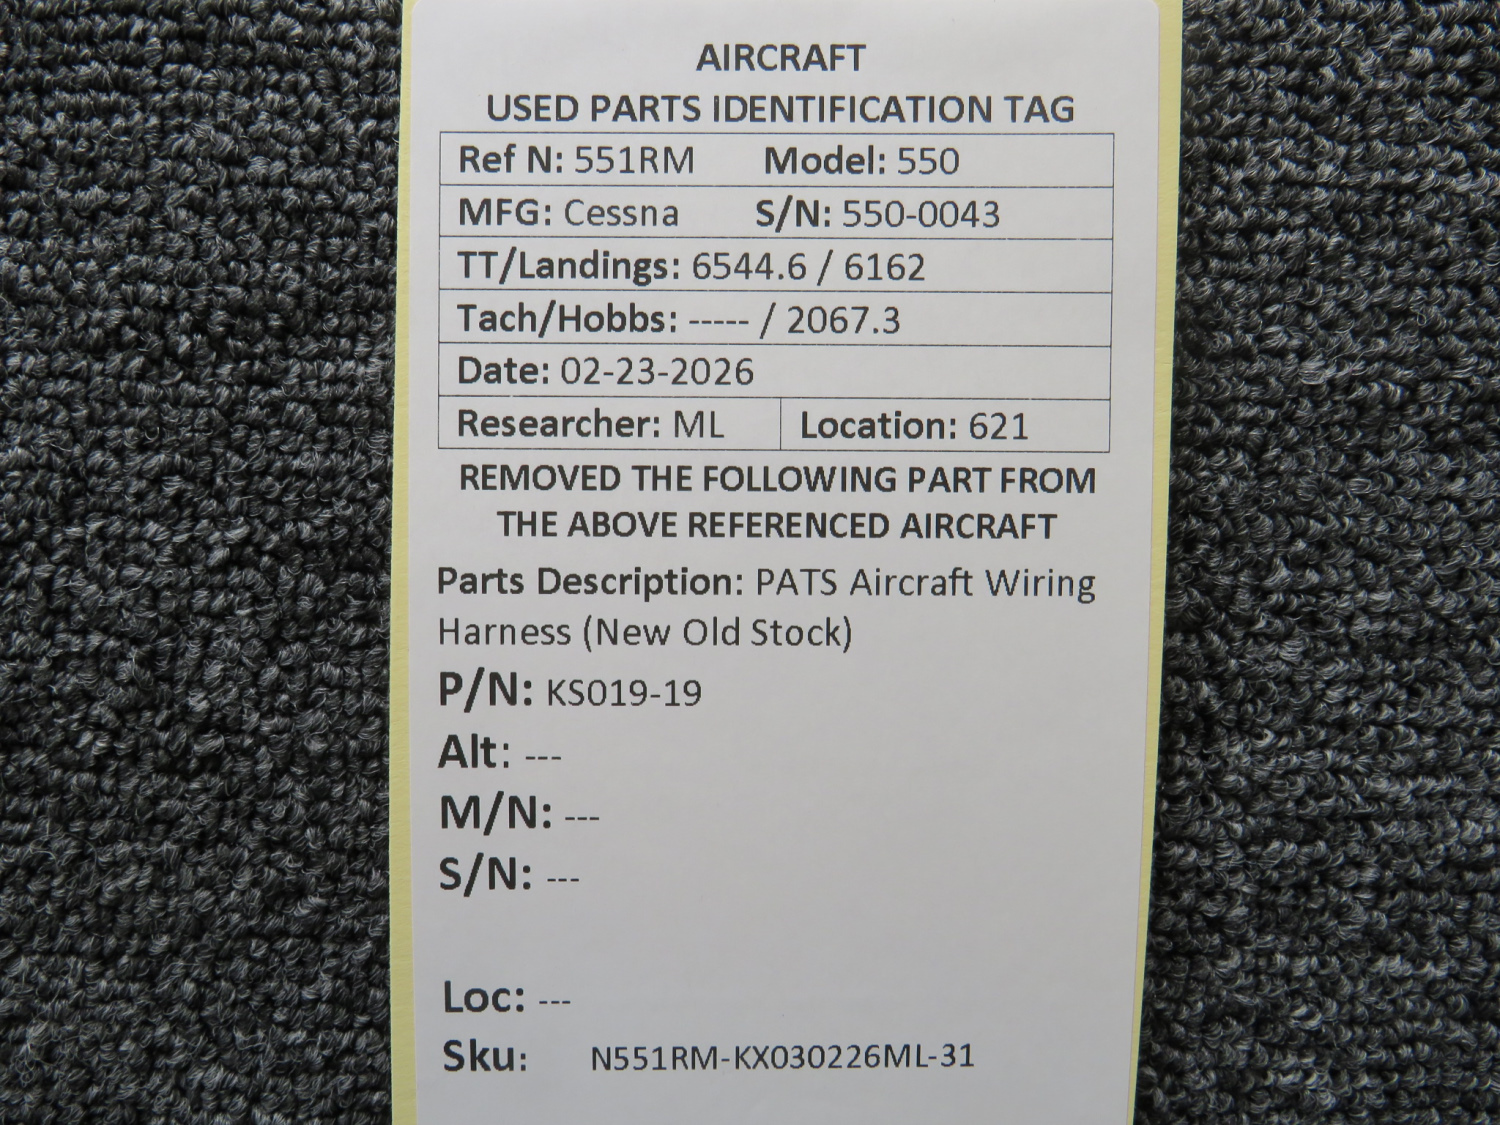 AIRCRAFT
USED PARTS IDENTIFICATION TAG
Ref N: 551RM Model: 550
MFG: Cessna S/N: 550-0043
TT/Landings: 6544.6 / 6162
Tach/Hobbs: ----- / 2067.3
Date: 02-23-2026
Researcher: ML Location: 621
REMOVED THE FOLLOWING PART FROM
THE ABOVE REFERENCED AIRCRAFT
Parts Description: PATS Aircraft Wiring
Harness (New Old Stock)
P/N: KS019-19
Alt: ---
M/N: ---
S/N: ---
Loc: ---
Sku: N551RM-KX030226ML-31